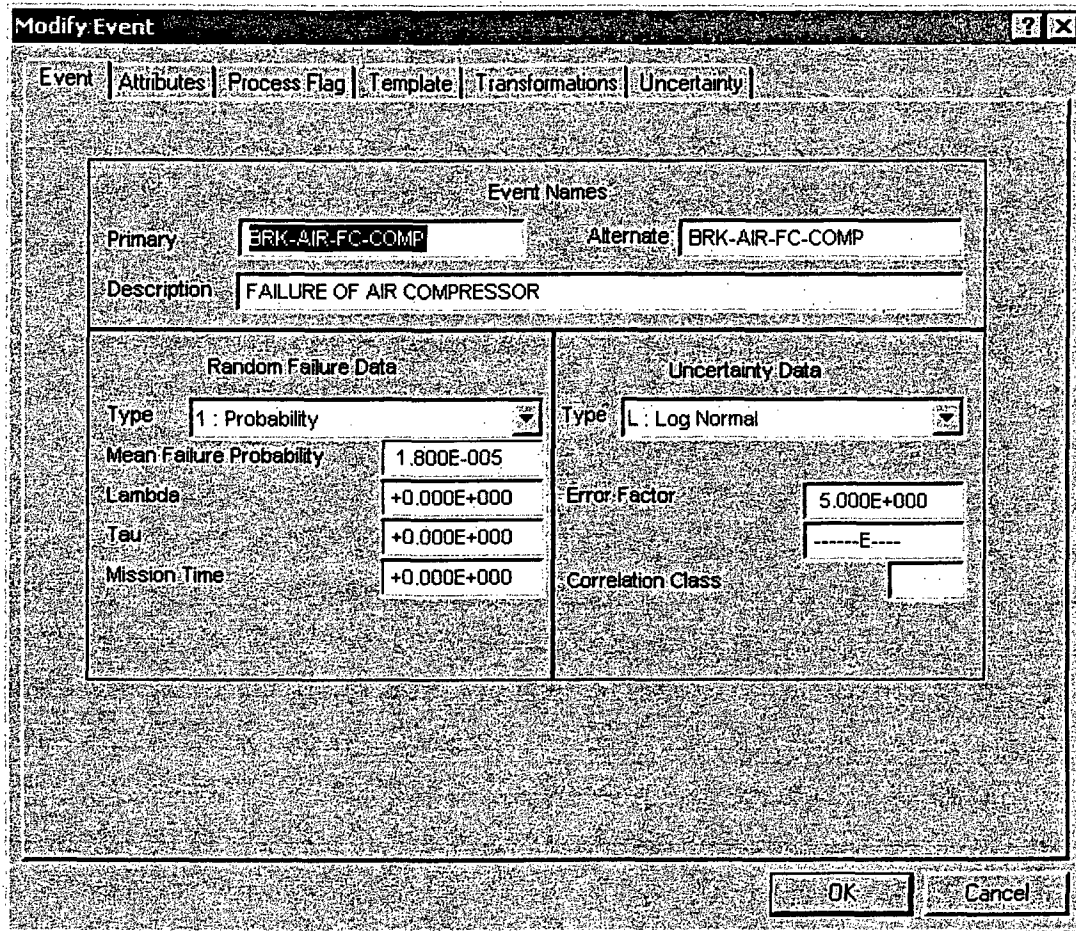 Modify Event
Event Attributes Process Flag Template Transformations Uncertainty
Event Names
Primary BRK-AIR-FC-COMP Alternate BRK-AIR-FC-COMP
Description FAILURE OF AIR COMPRESSOR
Random Failure Data
Type 1 : Probability
Mean Failure Probability 1.800E-005
Lambda +0.000E+000
Tau +0.000E+000
Mission Time +0.000E+000
Uncertainty Data
Type L : Log Normal
Error Factor 5.000E+000
------E----
Correlation Class
OK Cancel